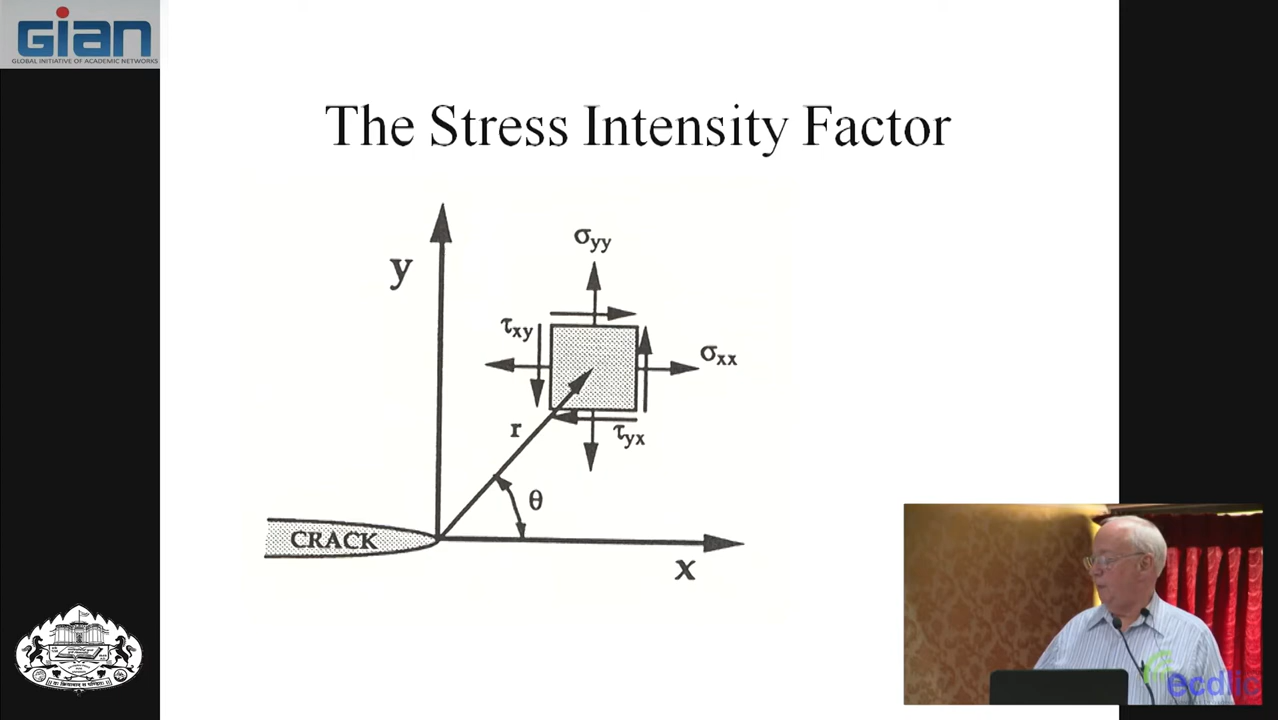 Gian
GLOBAL INITIATIVE OF ACADEMIC NETWORKS
The Stress Intensity Factor
σyy
y
τxy
σxx
r
τyx
θ
CRACK
x
ecdlic